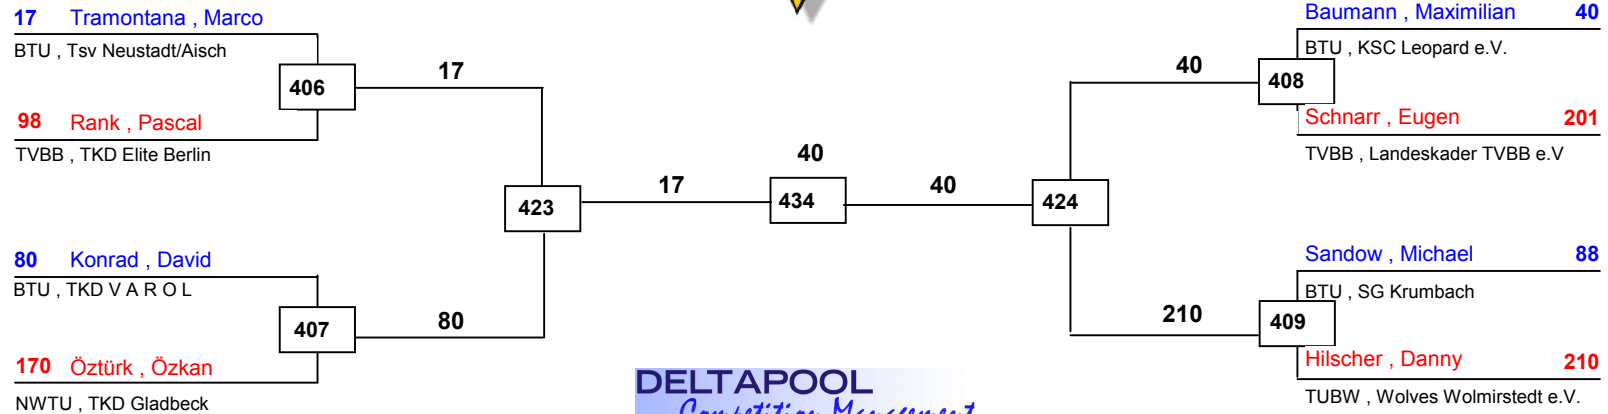 17 Tramontana , Marco
BTU , Tsv Neustadt/Aisch
406
17
98 Rank , Pascal
TVBB , TKD Elite Berlin
423
17
80 Konrad , David
BTU , TKD V A R O L
407
80
170 Öztürk , Özkan
NWTU , TKD Gladbeck
40
434
40
Baumann , Maximilian 40
BTU , KSC Leopard e.V.
40
408
Schnarr , Eugen 201
TVBB , Landeskader TVBB e.V
424
Sandow , Michael 88
BTU , SG Krumbach
210
409
Hilscher , Danny 210
TUBW , Wolves Wolmirstedt e.V.
DELTAPOOL
Competition Management